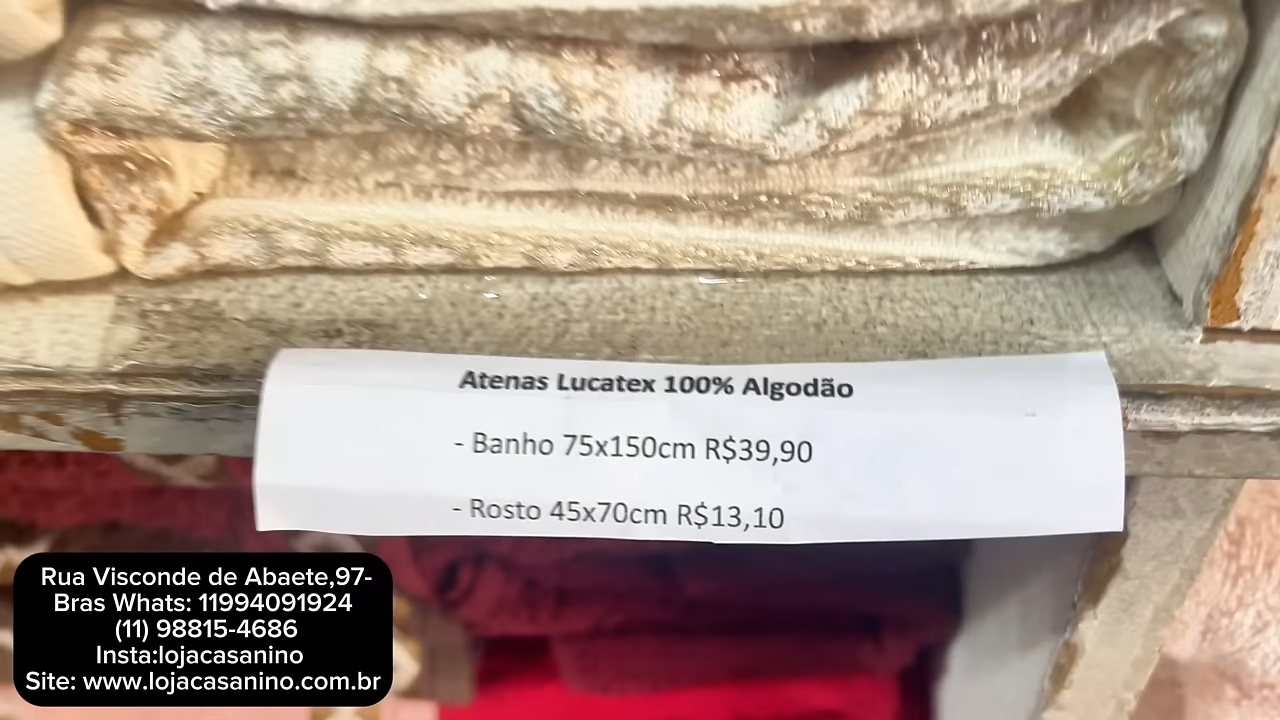 Atenas Lucatex 100% Algodão
- Banho 75x150cm R$39,90
- Rosto 45x70cm R$13,10
Rua Visconde de Abaete,97-
Bras Whats: 11994091924
(11) 98815-4686
Insta:lojacasanino
Site: www.lojacasanino.com.br